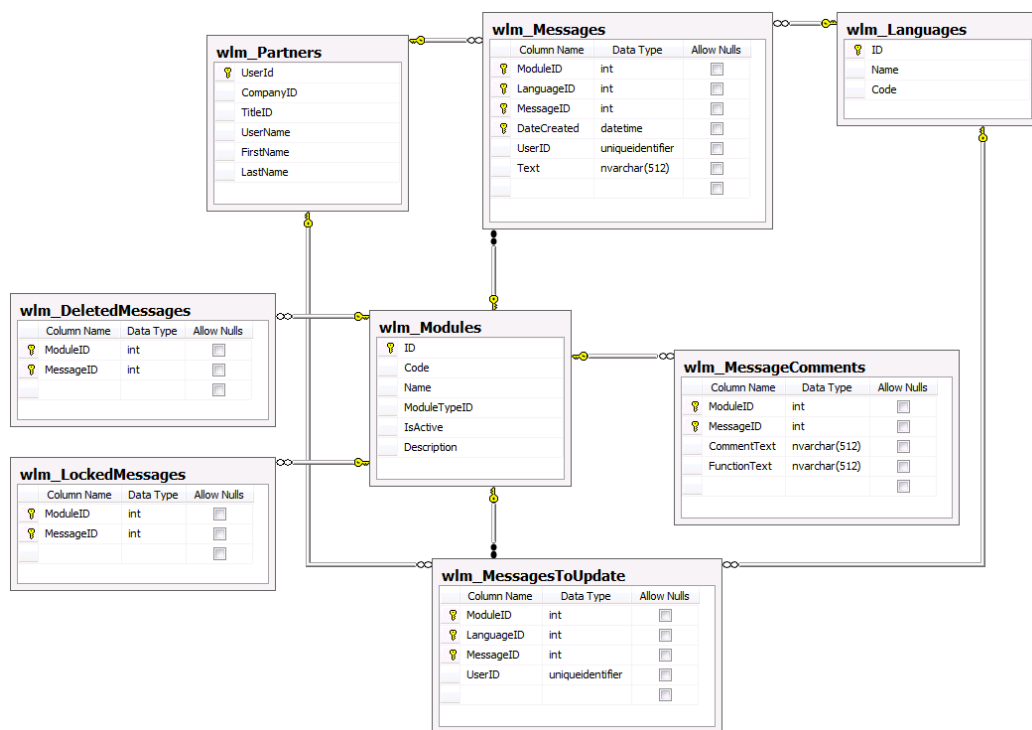 wlm_Partners
UserId
CompanyID
TitleID
UserName
FirstName
LastName
wlm_Messages
Column Name Data Type Allow Nulls
ModuleID int
LanguageID int
MessageID int
DateCreated datetime
UserID uniqueidentifier
Text nvarchar(512)
wlm_Languages
ID
Name
Code
wlm_DeletedMessages
Column Name Data Type Allow Nulls
ModuleID int
MessageID int
wlm_Modules
ID
Code
Name
ModuleTypeID
IsActive
Description
wlm_MessageComments
Column Name Data Type Allow Nulls
ModuleID int
MessageID int
CommentText nvarchar(512)
FunctionText nvarchar(512)
wlm_LockedMessages
Column Name Data Type Allow Nulls
ModuleID int
MessageID int
wlm_MessagesToUpdate
Column Name Data Type Allow Nulls
ModuleID int
LanguageID int
MessageID int
UserID uniqueidentifier